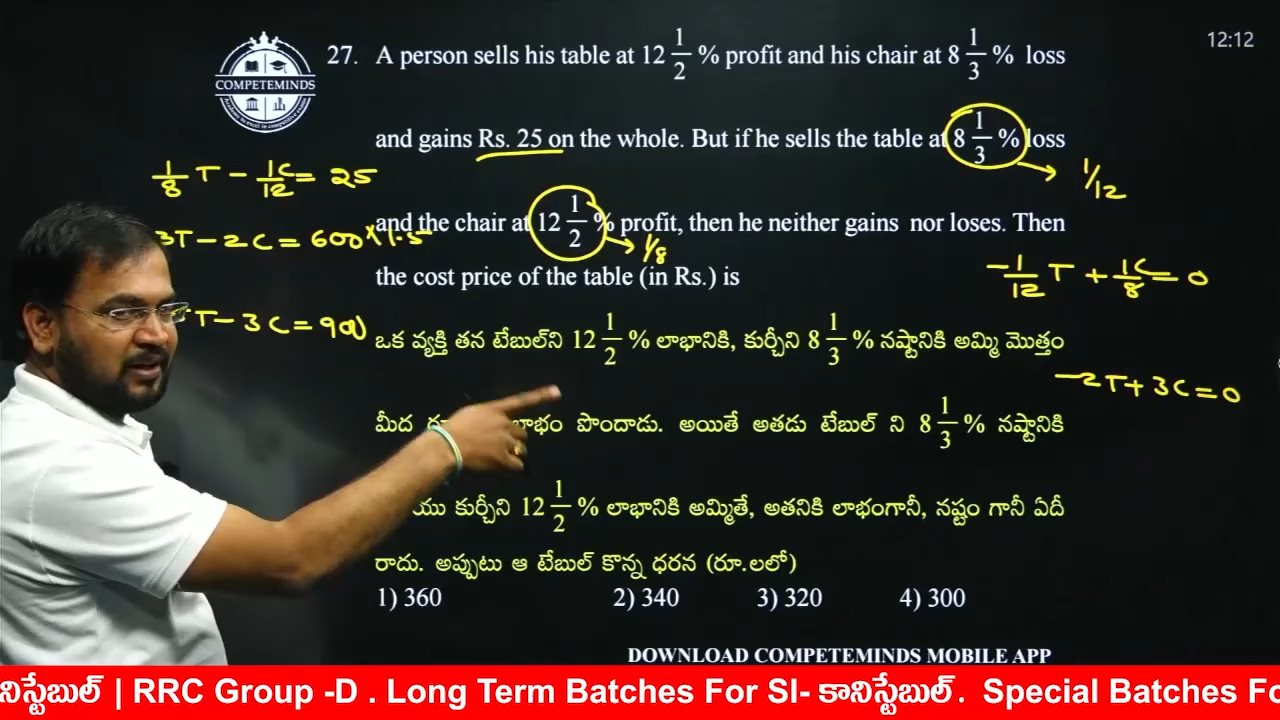 12:12
COMPETEMINDS
27. A person sells his table at 12 1/2 % profit and his chair at 8 1/3 % loss
and gains Rs. 25 on the whole. But if he sells the table at 8 1/3 % loss
and the chair at 12 1/2 % profit, then he neither gains nor loses. Then
the cost price of the table (in Rs.) is
1/8 T - 1C/12 = 25
3T - 2C = 600 × 1.5
T - 3C = 900
1/12
1/8
-1/12 T + 1C/8 = 0
-2T + 3C = 0
ఒక వ్యక్తి తన టేబుల్‌ని 12 1/2 % లాభానికి, కుర్చీని 8 1/3 % నష్టానికి అమ్మి మొత్తం
మీద పొందాడు. అయితే అతడు టేబుల్ ని 8 1/3 % నష్టానికి
కుర్చీని 12 1/2 % లాభానికి అమ్మితే, అతనికి లాభంగానీ, నష్టం గానీ ఏదీ
రాదు. అప్పుటు ఆ టేబుల్ కొన్న ధరన (రూ.లలో)
1) 360 2) 340 3) 320 4) 300
DOWNLOAD COMPETEMINDS MOBILE APP
నిస్టేబుల్ | RRC Group -D . Long Term Batches For SI- కానిస్టేబుల్. Special Batches Fo